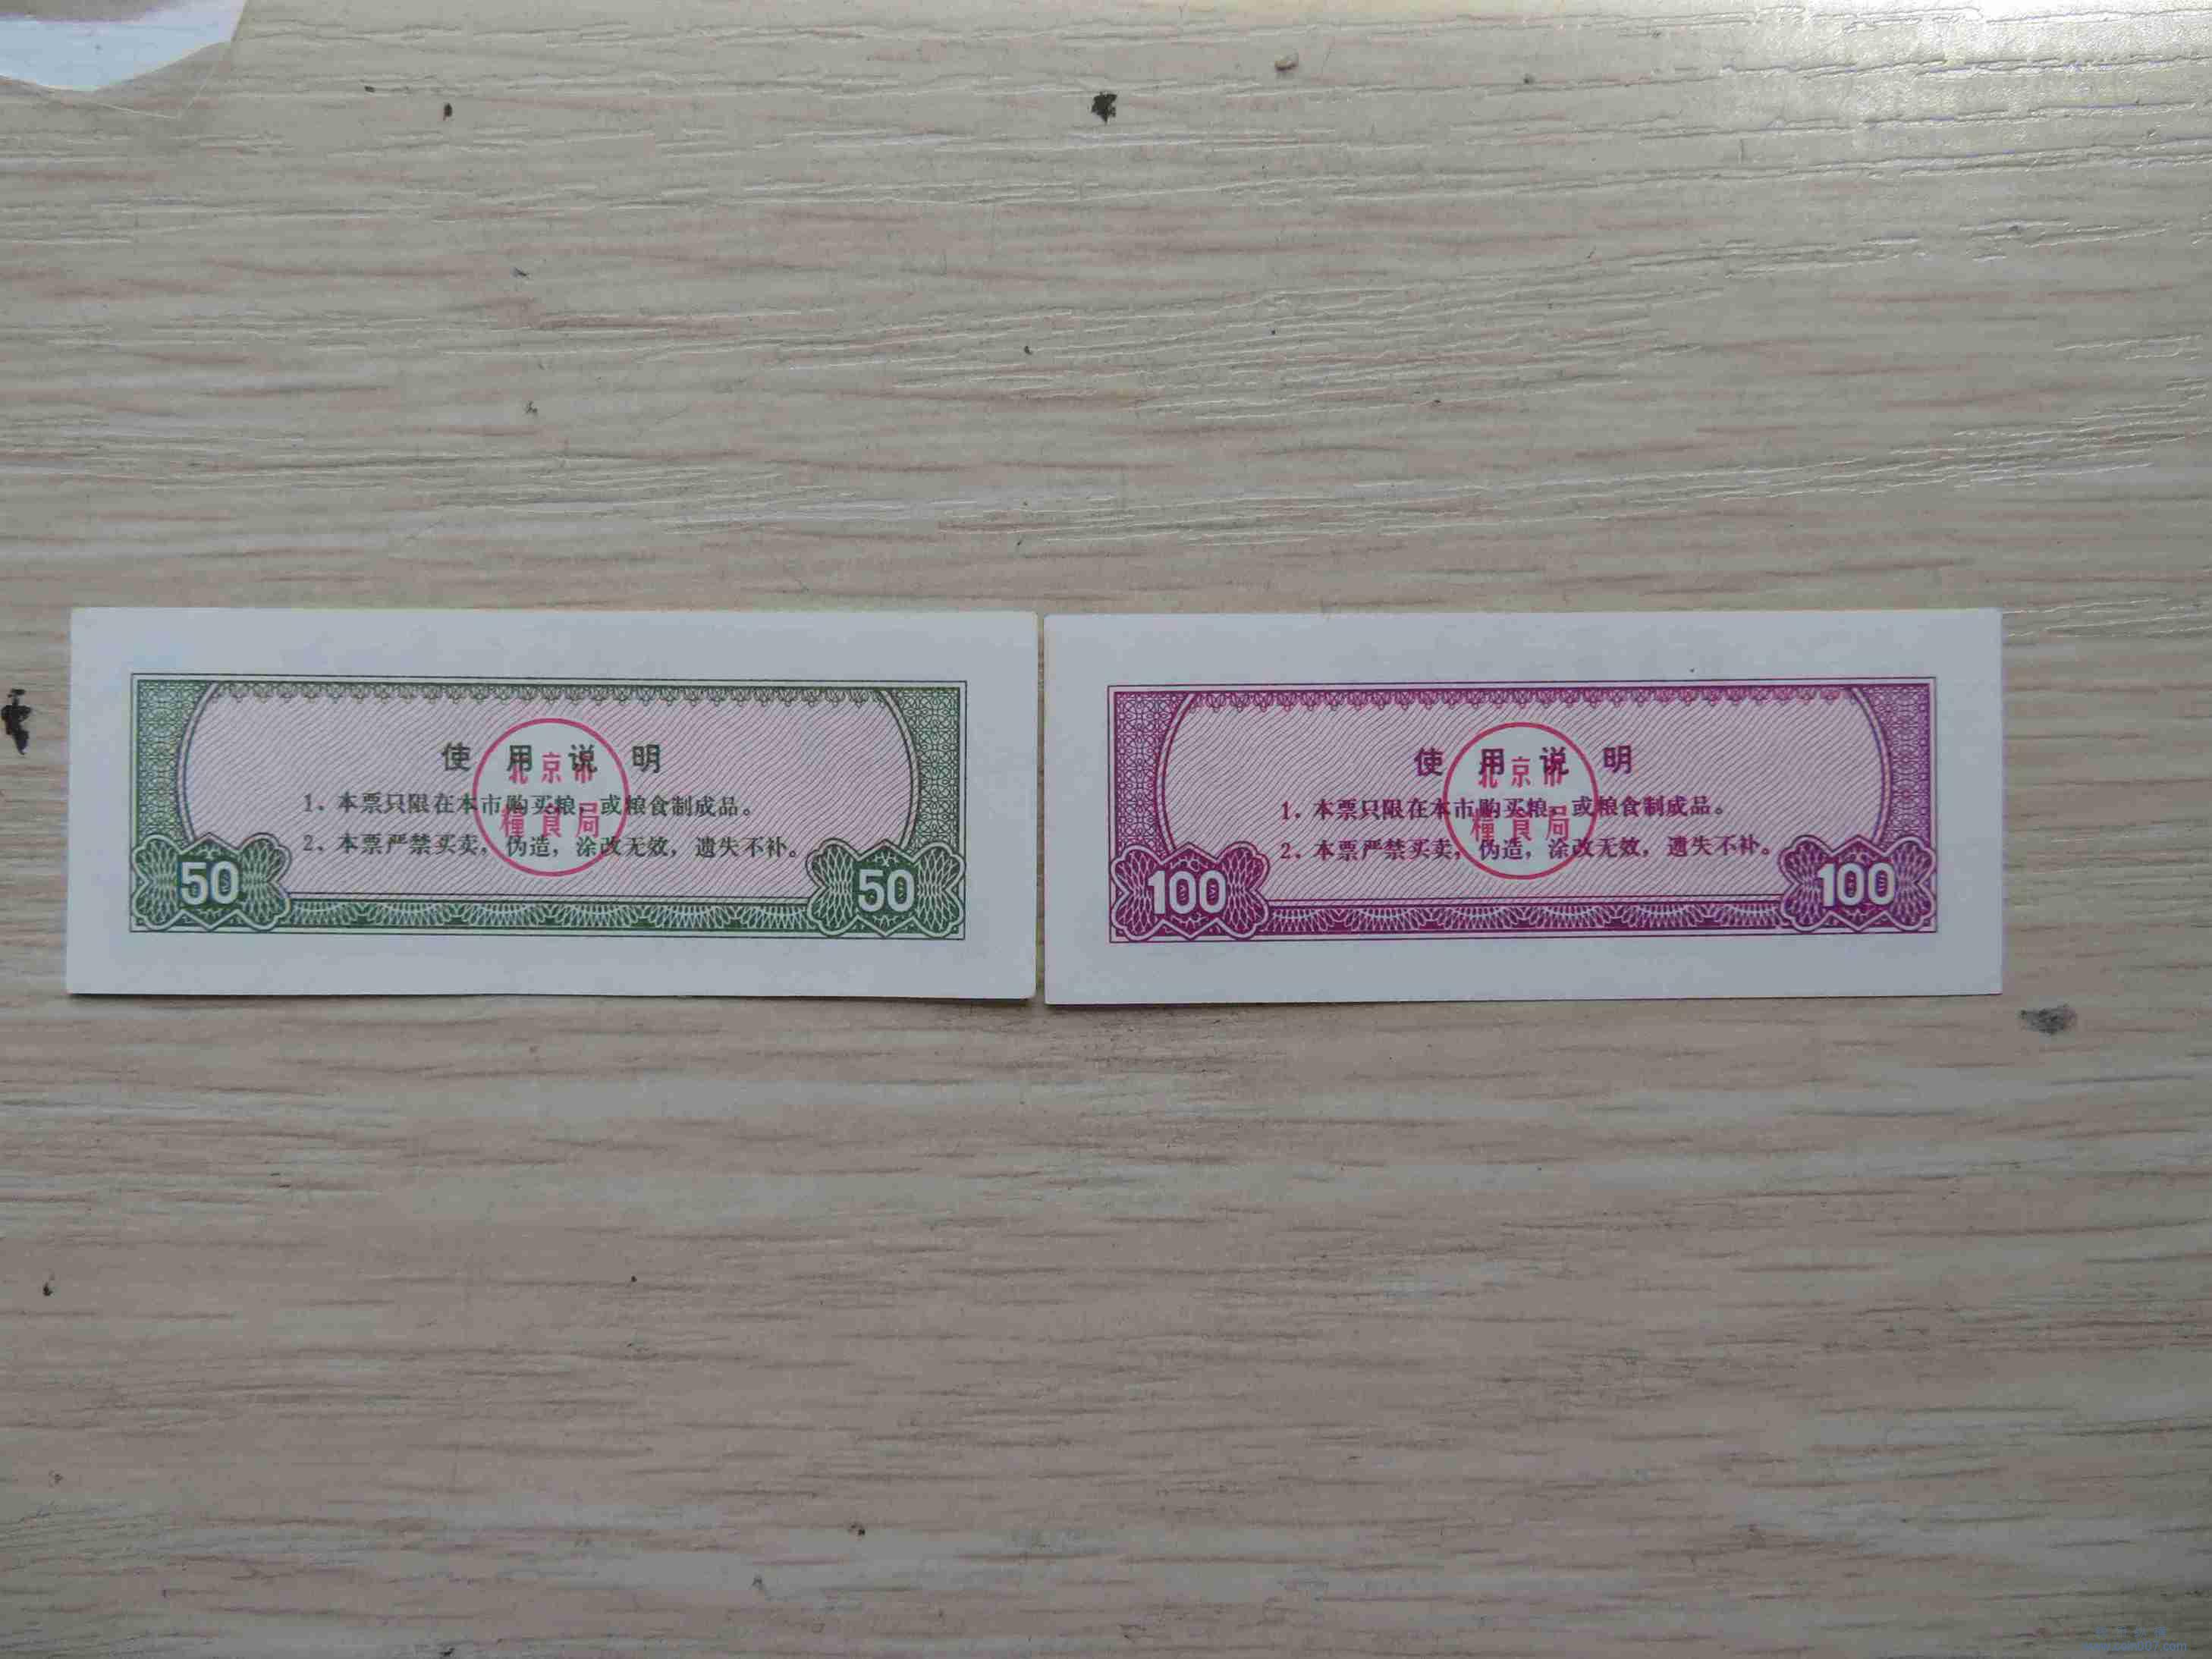 使用说明
1、本票只限在本市购买粮，或粮食制成品。
2、本票严禁买卖，伪造，涂改无效，遗失不补。
北京市
糧食局
50
50
使用说明
1、本票只限在本市购买粮，或粮食制成品。
2、本票严禁买卖，伪造，涂改无效，遗失不补。
北京市
糧食局
100
100